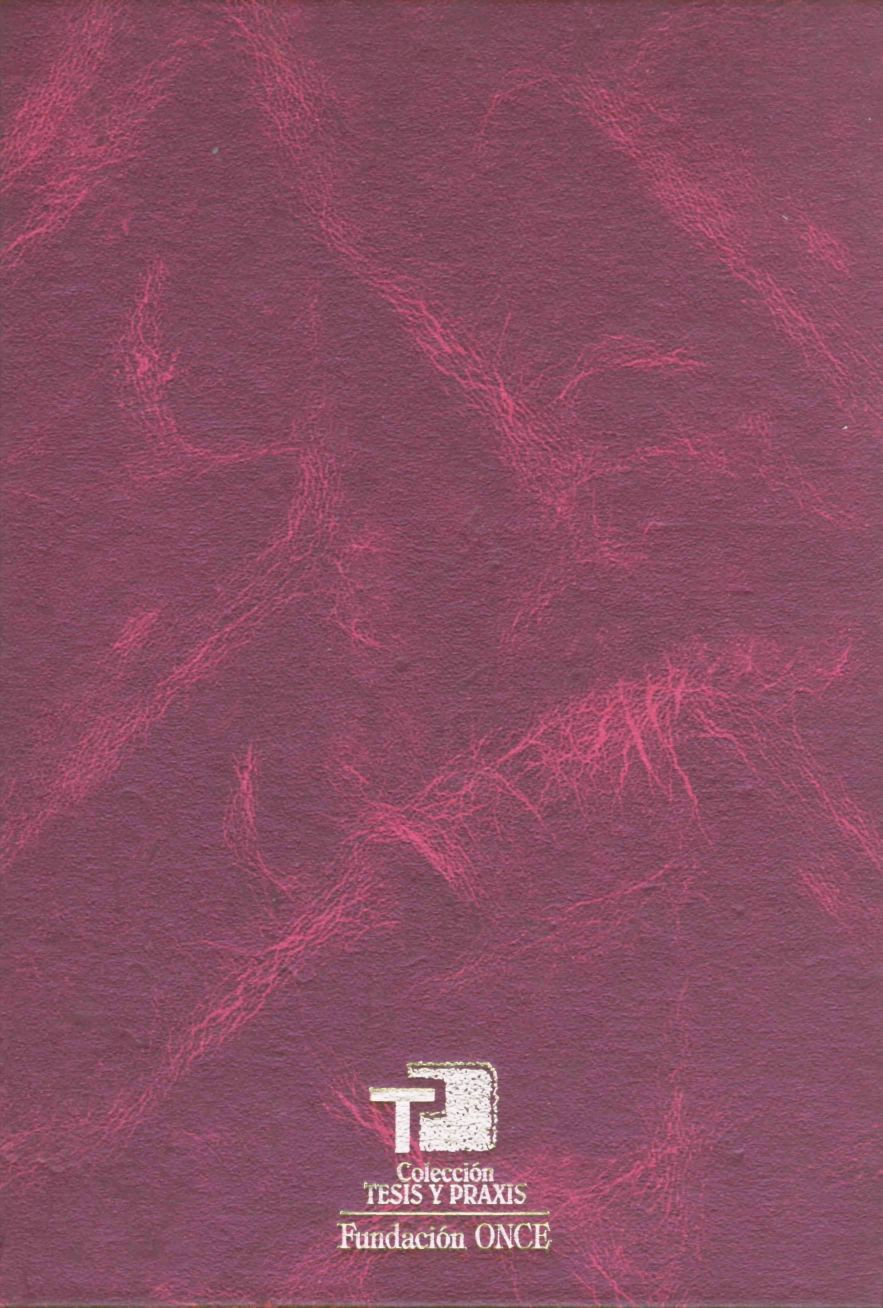 Colección
TESIS Y PRAXIS
Fundación ONCE